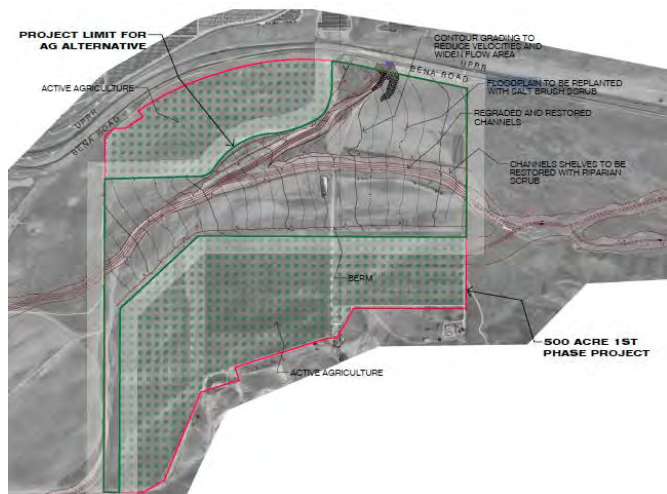 PROJECT LIMIT FOR
AG ALTERNATIVE
CONTOUR GRADING TO
REDUCE VELOCITIES AND
WIDEN FLOW AREA
UPRR
BENA ROAD
ACTIVE AGRICULTURE
FLOODPLAIN TO BE REPLANTED
WITH SALT BRUSH SCRUB
REGRADED AND RESTORED
CHANNELS
UPRR
BENA ROAD
CHANNELS SHELVES TO BE
RESTORED WITH RIPARIAN
SCRUB
BERM
500 ACRE 1ST
PHASE PROJECT
ACTIVE AGRICULTURE